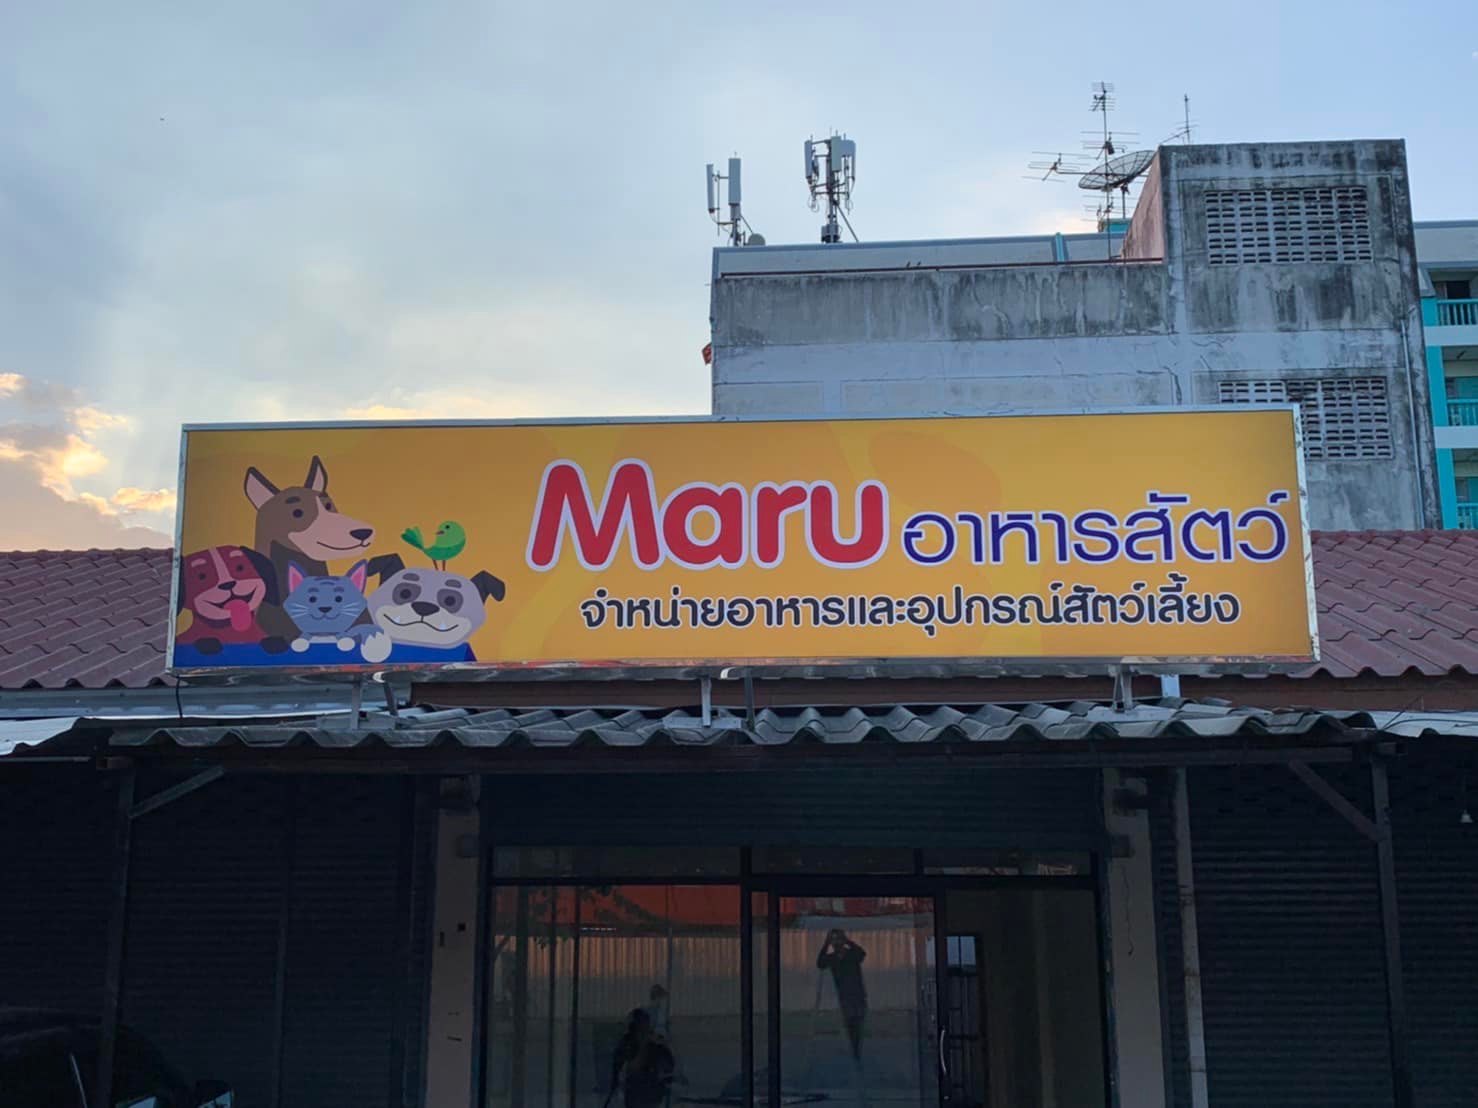 Maru อาหารสัตว์
จำหน่ายอาหารและอุปกรณ์สัตว์เลี้ยง